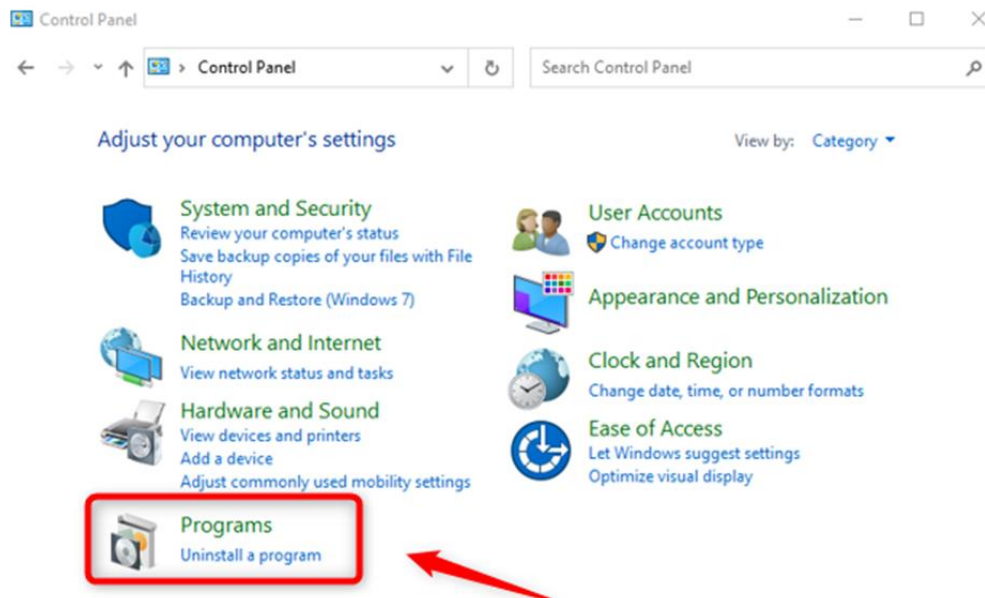 Control Panel
Control Panel
Search Control Panel
Adjust your computer's settings
View by: Category
System and Security
Review your computer's status
Save backup copies of your files with File
History
Backup and Restore (Windows 7)
Network and Internet
View network status and tasks
Hardware and Sound
View devices and printers
Add a device
Adjust commonly used mobility settings
Programs
Uninstall a program
User Accounts
Change account type
Appearance and Personalization
Clock and Region
Change date, time, or number formats
Ease of Access
Let Windows suggest settings
Optimize visual display